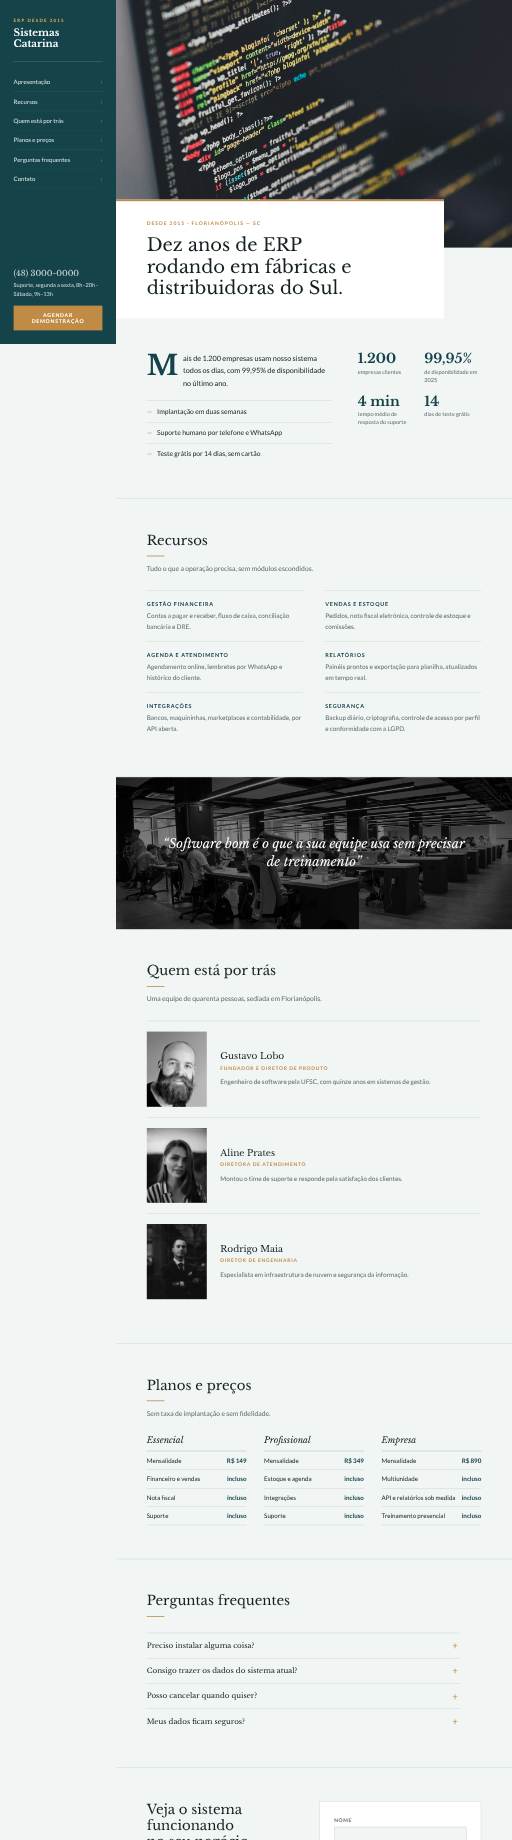 ERP DESDE 2015
Sistemas
Catarina
Apresentação
Recursos
Quem está por trás
Planos e preços
Perguntas frequentes
Contato
(48) 3000-0000
Suporte, segunda a sexta, 8h–20h ·
Sábado, 9h–13h
AGENDAR
DEMONSTRAÇÃO
DESDE 2015 · FLORIANÓPOLIS — SC
Dez anos de ERP
rodando em fábricas e
distribuidoras do Sul.
Mais de 1.200 empresas usam nosso sistema
todos os dias, com 99,95% de disponibilidade
no último ano.
— Implantação em duas semanas
— Suporte humano por telefone e WhatsApp
— Teste grátis por 14 dias, sem cartão
1.200
empresas clientes
99,95%
de disponibilidade em
2025
4 min
tempo médio de
resposta do suporte
14
dias de teste grátis
Recursos
Tudo o que a operação precisa, sem módulos escondidos.
GESTÃO FINANCEIRA
Contas a pagar e receber, fluxo de caixa, conciliação
bancária e DRE.
VENDAS E ESTOQUE
Pedidos, nota fiscal eletrônica, controle de estoque e
comissões.
AGENDA E ATENDIMENTO
Agendamento online, lembretes por WhatsApp e
histórico do cliente.
RELATÓRIOS
Painéis prontos e exportação para planilha, atualizados
em tempo real.
INTEGRAÇÕES
Bancos, maquininhas, marketplaces e contabilidade, por
API aberta.
SEGURANÇA
Backup diário, criptografia, controle de acesso por perfil
e conformidade com a LGPD.
“Software bom é o que a sua equipe usa sem precisar
de treinamento”
Quem está por trás
Uma equipe de quarenta pessoas, sediada em Florianópolis.
Gustavo Lobo
FUNDADOR E DIRETOR DE PRODUTO
Engenheiro de software pela UFSC, com quinze anos em sistemas de gestão.
Aline Prates
DIRETORA DE ATENDIMENTO
Montou o time de suporte e responde pela satisfação dos clientes.
Rodrigo Maia
DIRETOR DE ENGENHARIA
Especialista em infraestrutura de nuvem e segurança da informação.
Planos e preços
Sem taxa de implantação e sem fidelidade.
Essencial
Mensalidade R$ 149
Financeiro e vendas incluso
Nota fiscal incluso
Suporte incluso
Profissional
Mensalidade R$ 349
Estoque e agenda incluso
Integrações incluso
Suporte incluso
Empresa
Mensalidade R$ 890
Multiunidade incluso
API e relatórios sob medida incluso
Treinamento presencial incluso
Perguntas frequentes
Preciso instalar alguma coisa? +
Consigo trazer os dados do sistema atual? +
Posso cancelar quando quiser? +
Meus dados ficam seguros? +
Veja o sistema
funcionando
NOME